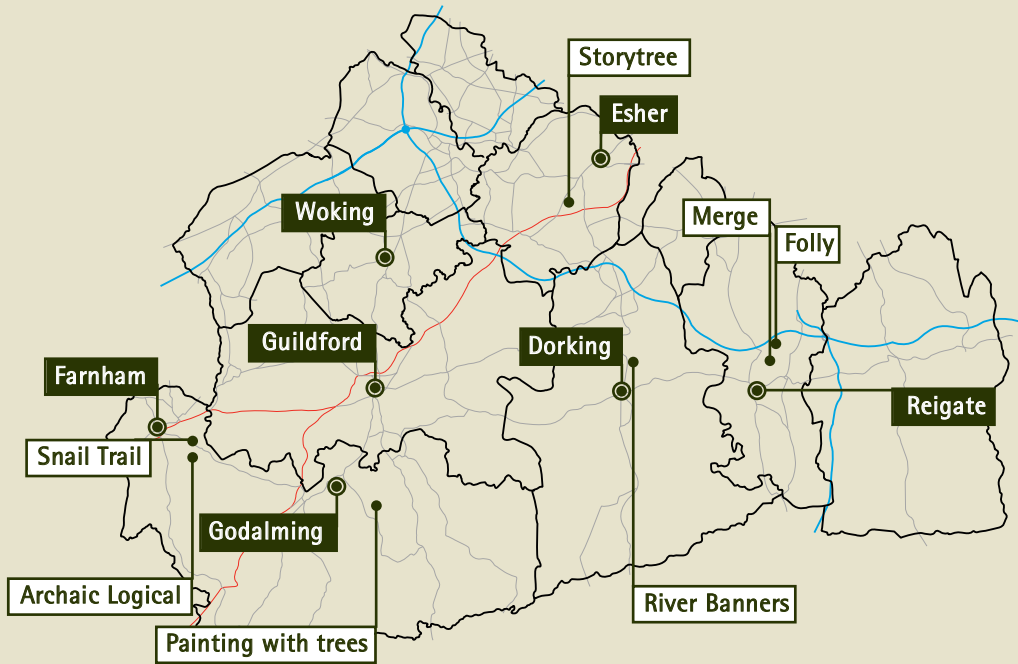 Storytree
Esher
Woking
Merge
Folly
Guildford
Dorking
Farnham
Reigate
Snail Trail
Godalming
Archaic Logical
River Banners
Painting with trees